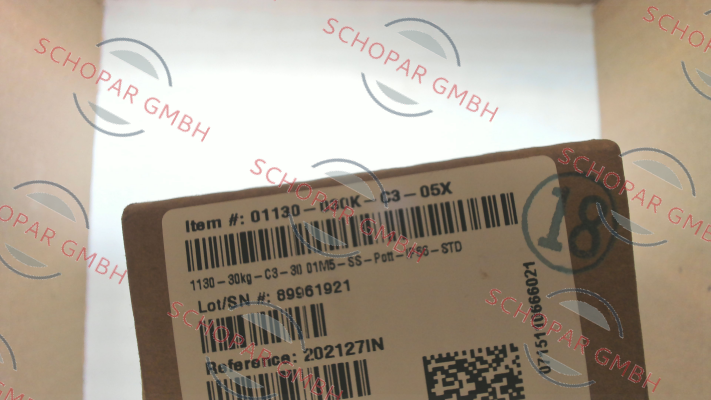 Item #: 01130-030K-C3-05X
1130-30kg-C3-30 01M5-SS-Pott-IP66-STD
Lot/SN #: 89961921
Reference: 202127IN
0715110666021
18
SCHOPAR GMBH
SCHOPAR GMBH
SCHOPAR GMBH
SCHOPAR GMBH
SCHOPAR GMBH
SCHOPAR GMBH
SCHOPAR GMBH